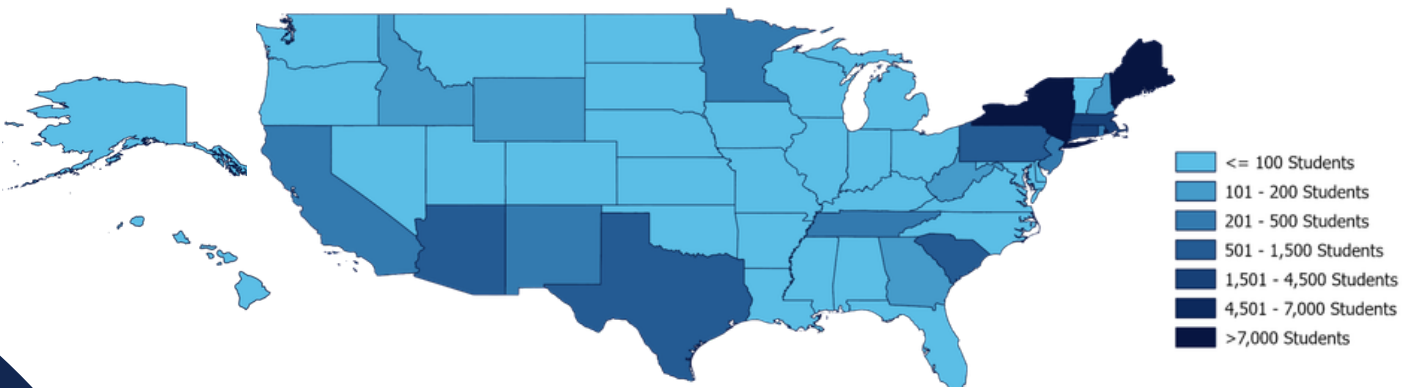 <= 100 Students
101 - 200 Students
201 - 500 Students
501 - 1,500 Students
1,501 - 4,500 Students
4,501 - 7,000 Students
>7,000 Students